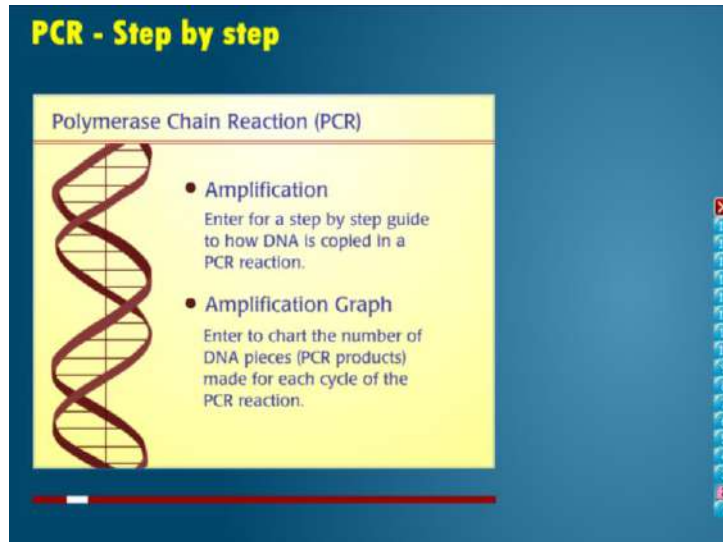 PCR - Step by step
Polymerase Chain Reaction (PCR)
• Amplification
Enter for a step by step guide
to how DNA is copied in a
PCR reaction.
• Amplification Graph
Enter to chart the number of
DNA pieces (PCR products)
made for each cycle of the
PCR reaction.